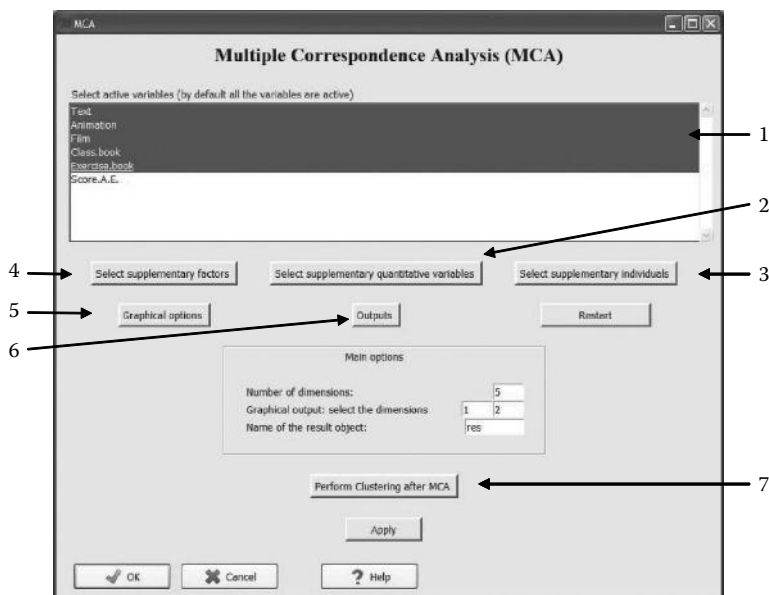 MCA
Multiple Correspondence Analysis (MCA)
Select active variables (by default all the variables are active)
Text
Animation
Film
Class.book
Exercise.book
Score.A.E.
1
2
3
4
5
6
Select supplementary factors
Select supplementary quantitative variables
Select supplementary individuals
Graphical options
Outputs
Restart
Main options
Number of dimensions: 5
Graphical output: select the dimensions 1 2
Name of the result object: res
Perform Clustering after MCA
7
Apply
OK
Cancel
? Help